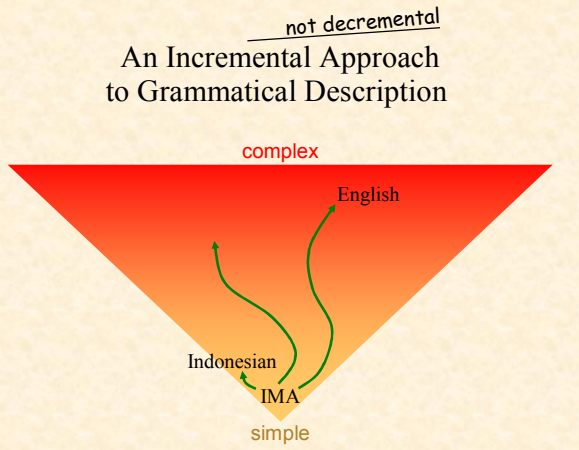 not decremental
An Incremental Approach
to Grammatical Description
complex
English
Indonesian
IMA
simple